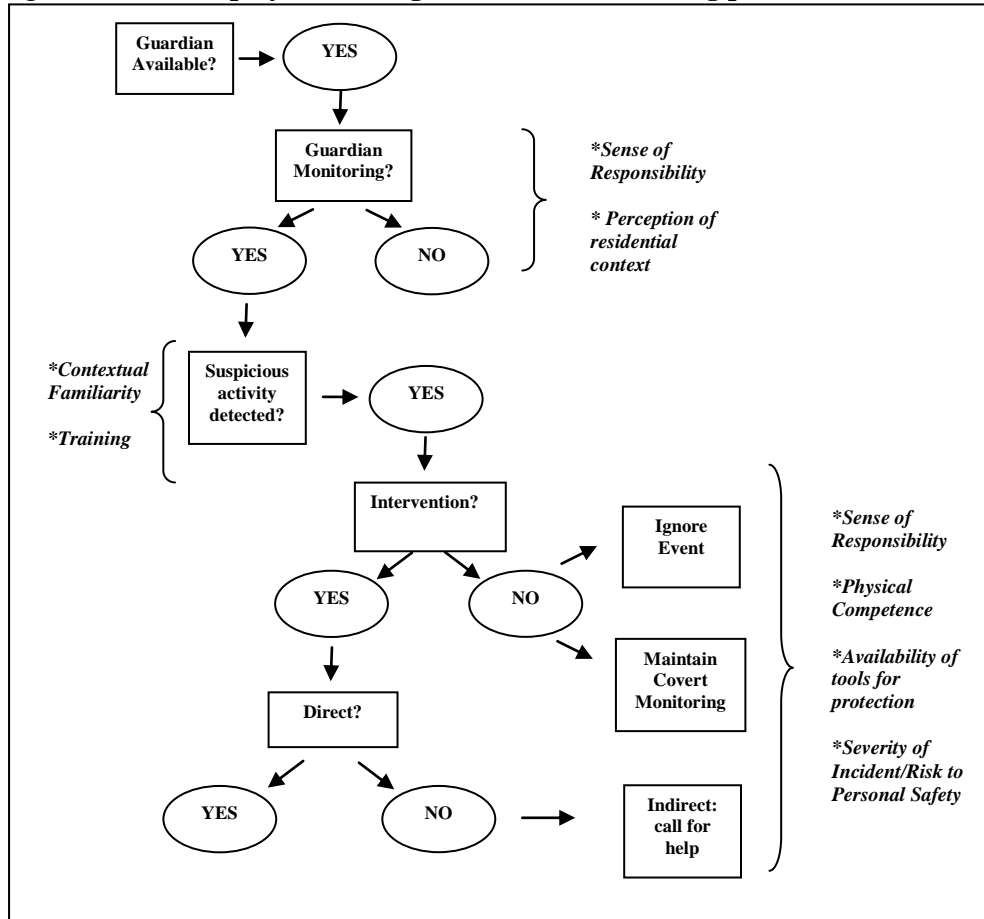 Guardian
Available?
YES
Guardian
Monitoring?
*Sense of
Responsibility
* Perception of
residential
context
YES
NO
*Contextual
Familiarity
*Training
Suspicious
activity
detected?
YES
Intervention?
Ignore
Event
YES
NO
Maintain
Covert
Monitoring
*Sense of
Responsibility
*Physical
Competence
*Availability of
tools for
protection
*Severity of
Incident/Risk to
Personal Safety
Direct?
YES
NO
Indirect:
call for
help